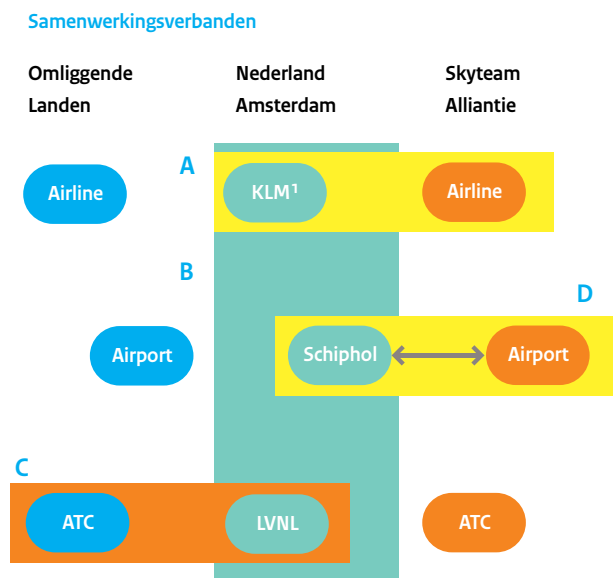 Samenwerkingsverbanden
Omliggende Landen
Nederland Amsterdam
Skyteam Alliantie
A
Airline
KLM¹
Airline
B
D
Airport
Schiphol
Airport
C
ATC
LVNL
ATC